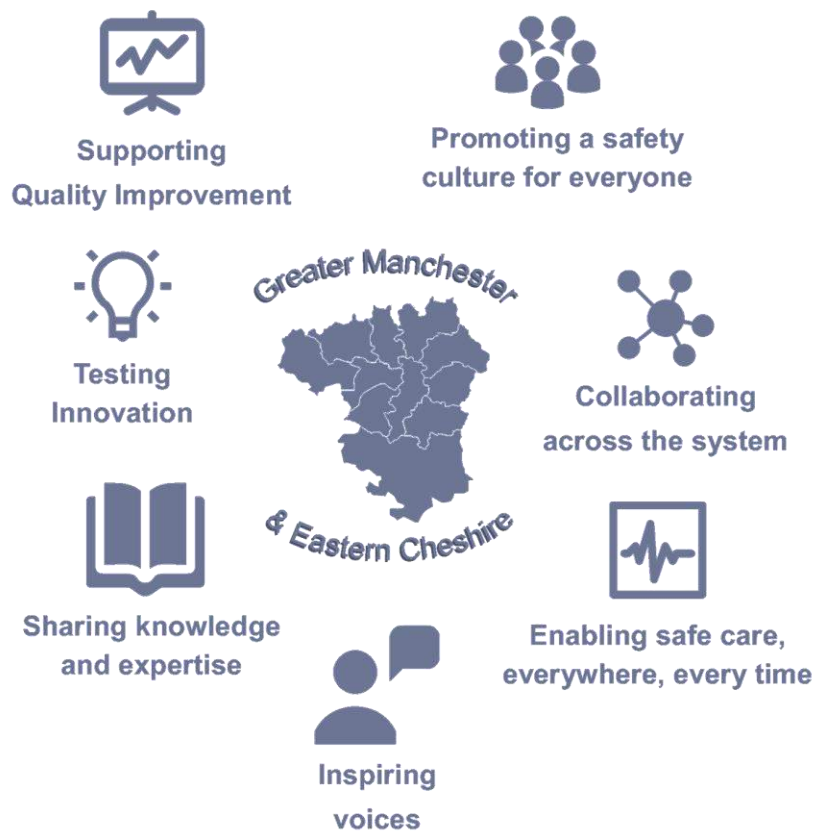 Supporting
Quality Improvement
Promoting a safety
culture for everyone
Testing
Innovation
Greater Manchester
& Eastern Cheshire
Collaborating
across the system
Sharing knowledge
and expertise
Enabling safe care,
everywhere, every time
Inspiring
voices